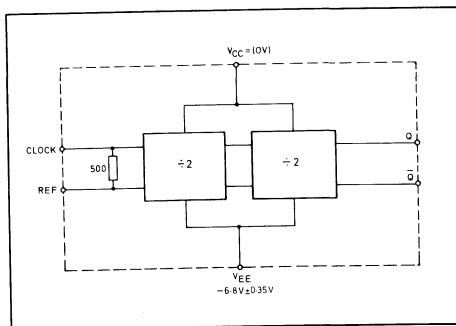 VCC = (0V)
CLOCK
500
REF
÷2
÷2
Q
Q̅
VEE
-6·8V±0·35V